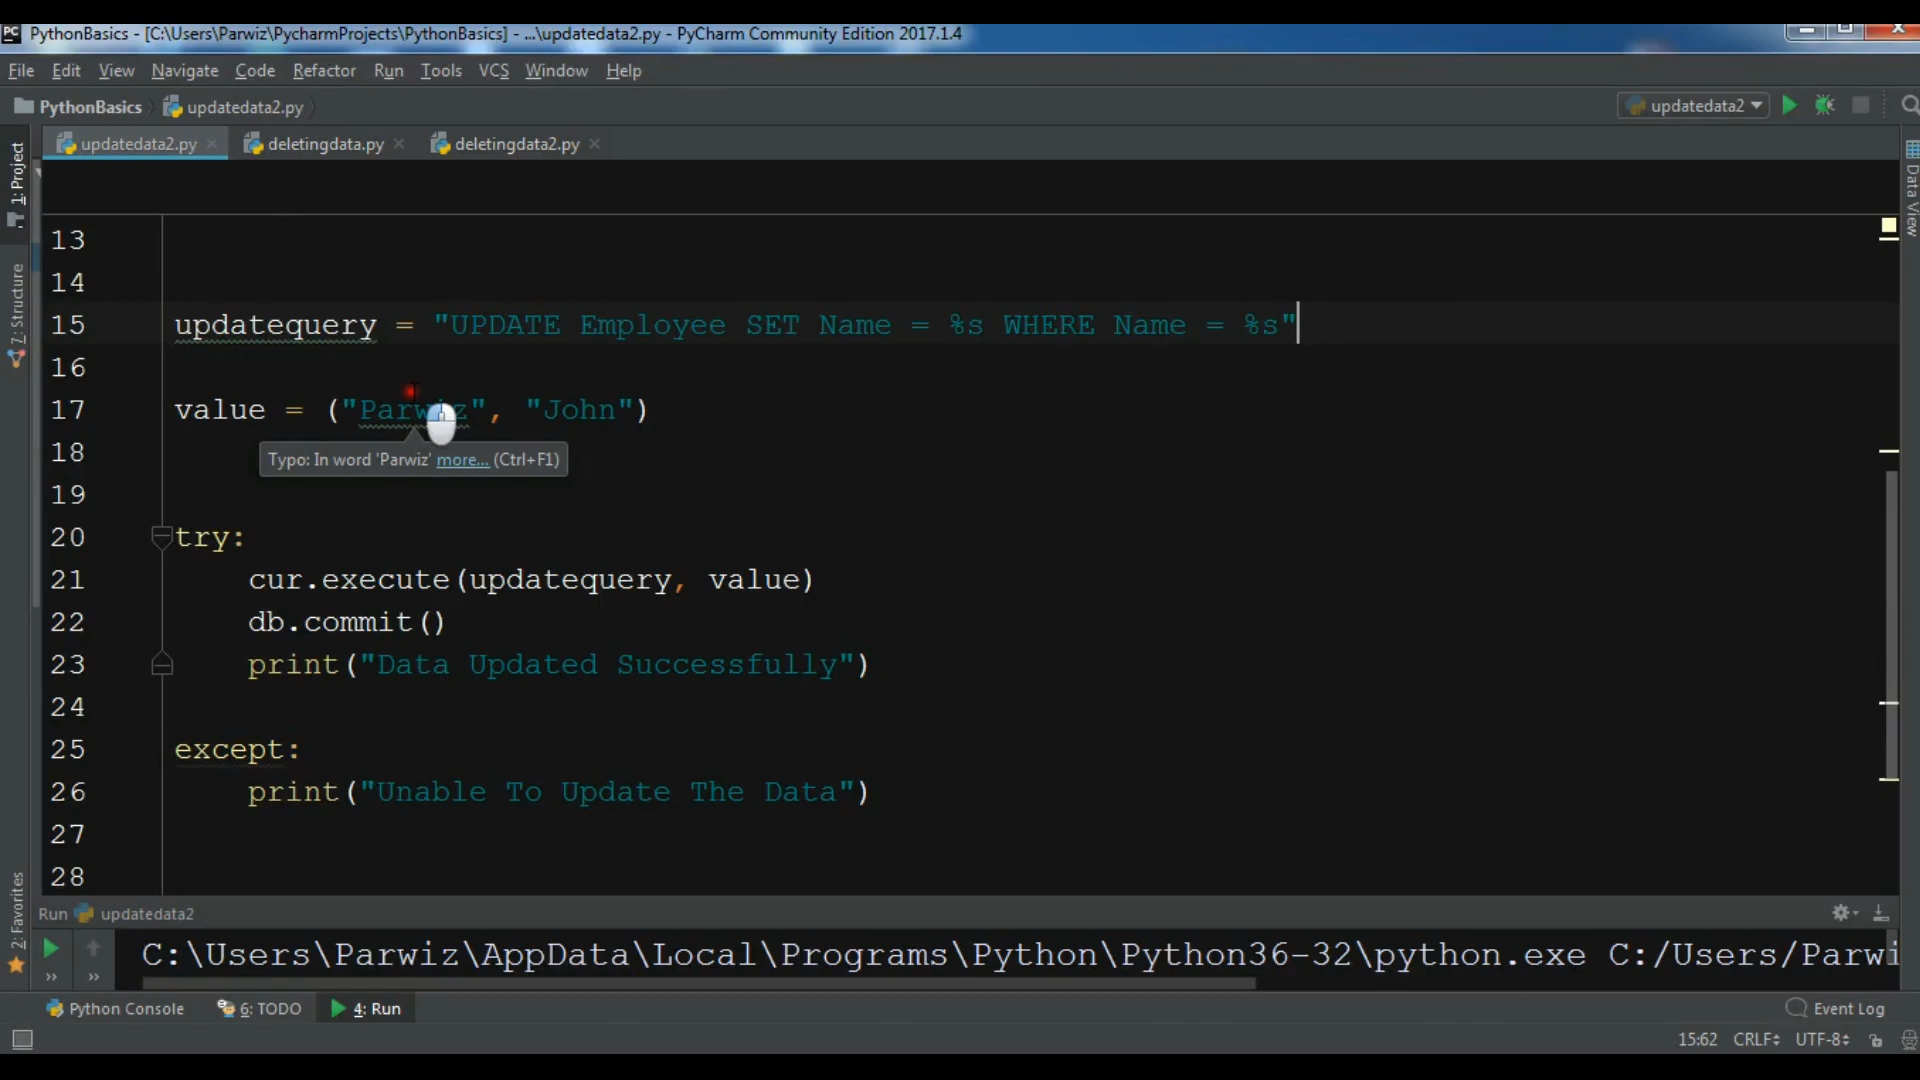 PC PythonBasics - [C:\Users\Parwiz\PycharmProjects\PythonBasics] - ...\updatedata2.py - PyCharm Community Edition 2017.1.4
File Edit View Navigate Code Refactor Run Tools VCS Window Help
PythonBasics updatedata2.py updatedata2
updatedata2.py deletingdata.py deletingdata2.py
1: Project
7: Structure
2: Favorites
Data View
13
14
15 updatequery = "UPDATE Employee SET Name = %s WHERE Name = %s"
16
17 value = ("Parwiz", "John")
Typo: In word 'Parwiz' more... (Ctrl+F1)
18
19
20 try:
21 cur.execute(updatequery, value)
22 db.commit()
23 print("Data Updated Successfully")
24
25 except:
26 print("Unable To Update The Data")
27
28
Run updatedata2
C:\Users\Parwiz\AppData\Local\Programs\Python\Python36-32\python.exe C:/Users/Parwi
Python Console 6: TODO 4: Run Event Log
15:62 CRLF UTF-8